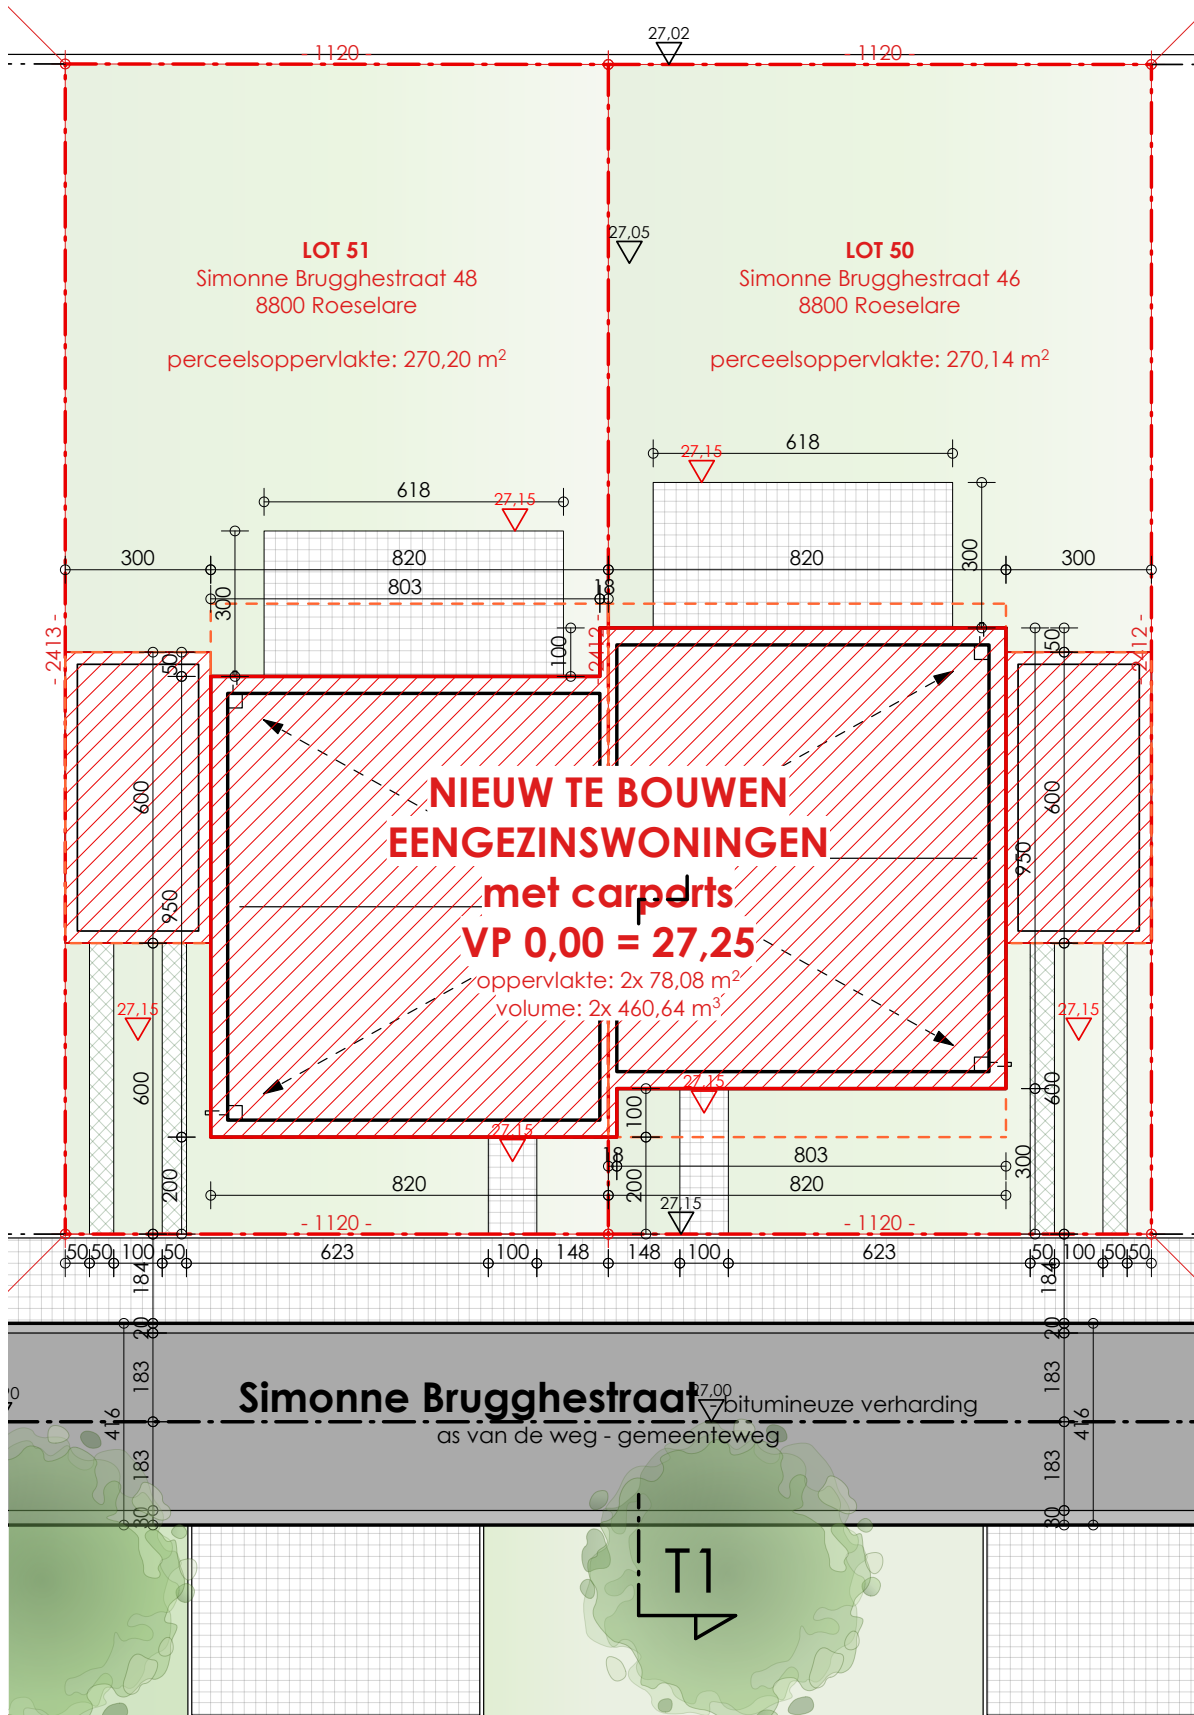 27,02
- 1120 -
- 1120 -
27,05
LOT 51
Simonne Brugghestraat 48
8800 Roeselare
perceelsoppervlakte: 270,20 m²
LOT 50
Simonne Brugghestraat 46
8800 Roeselare
perceelsoppervlakte: 270,14 m²
618
27,15
618
27,15
300
820
820
300
803
18
300
300
100
50
50
- 2413 -
- 2412 -
- 2412 -
600
950
600
950
NIEUW TE BOUWEN
EENGEZINSWONINGEN
met carports
VP 0,00 = 27,25
oppervlakte: 2x 78,08 m²
volume: 2x 460,64 m³
27,15
27,15
600
600
27,15
27,15
100
18
803
300
200
200
820
820
27,15
- 1120 -
- 1120 -
50
50
100
50
623
100
148
148
100
623
50
100
50
50
184
184
20
20
183
183
416
416
Simonne Brugghestraat
27,00
- bitumineuze verharding
as van de weg - gemeenteweg
183
183
30
30
T1